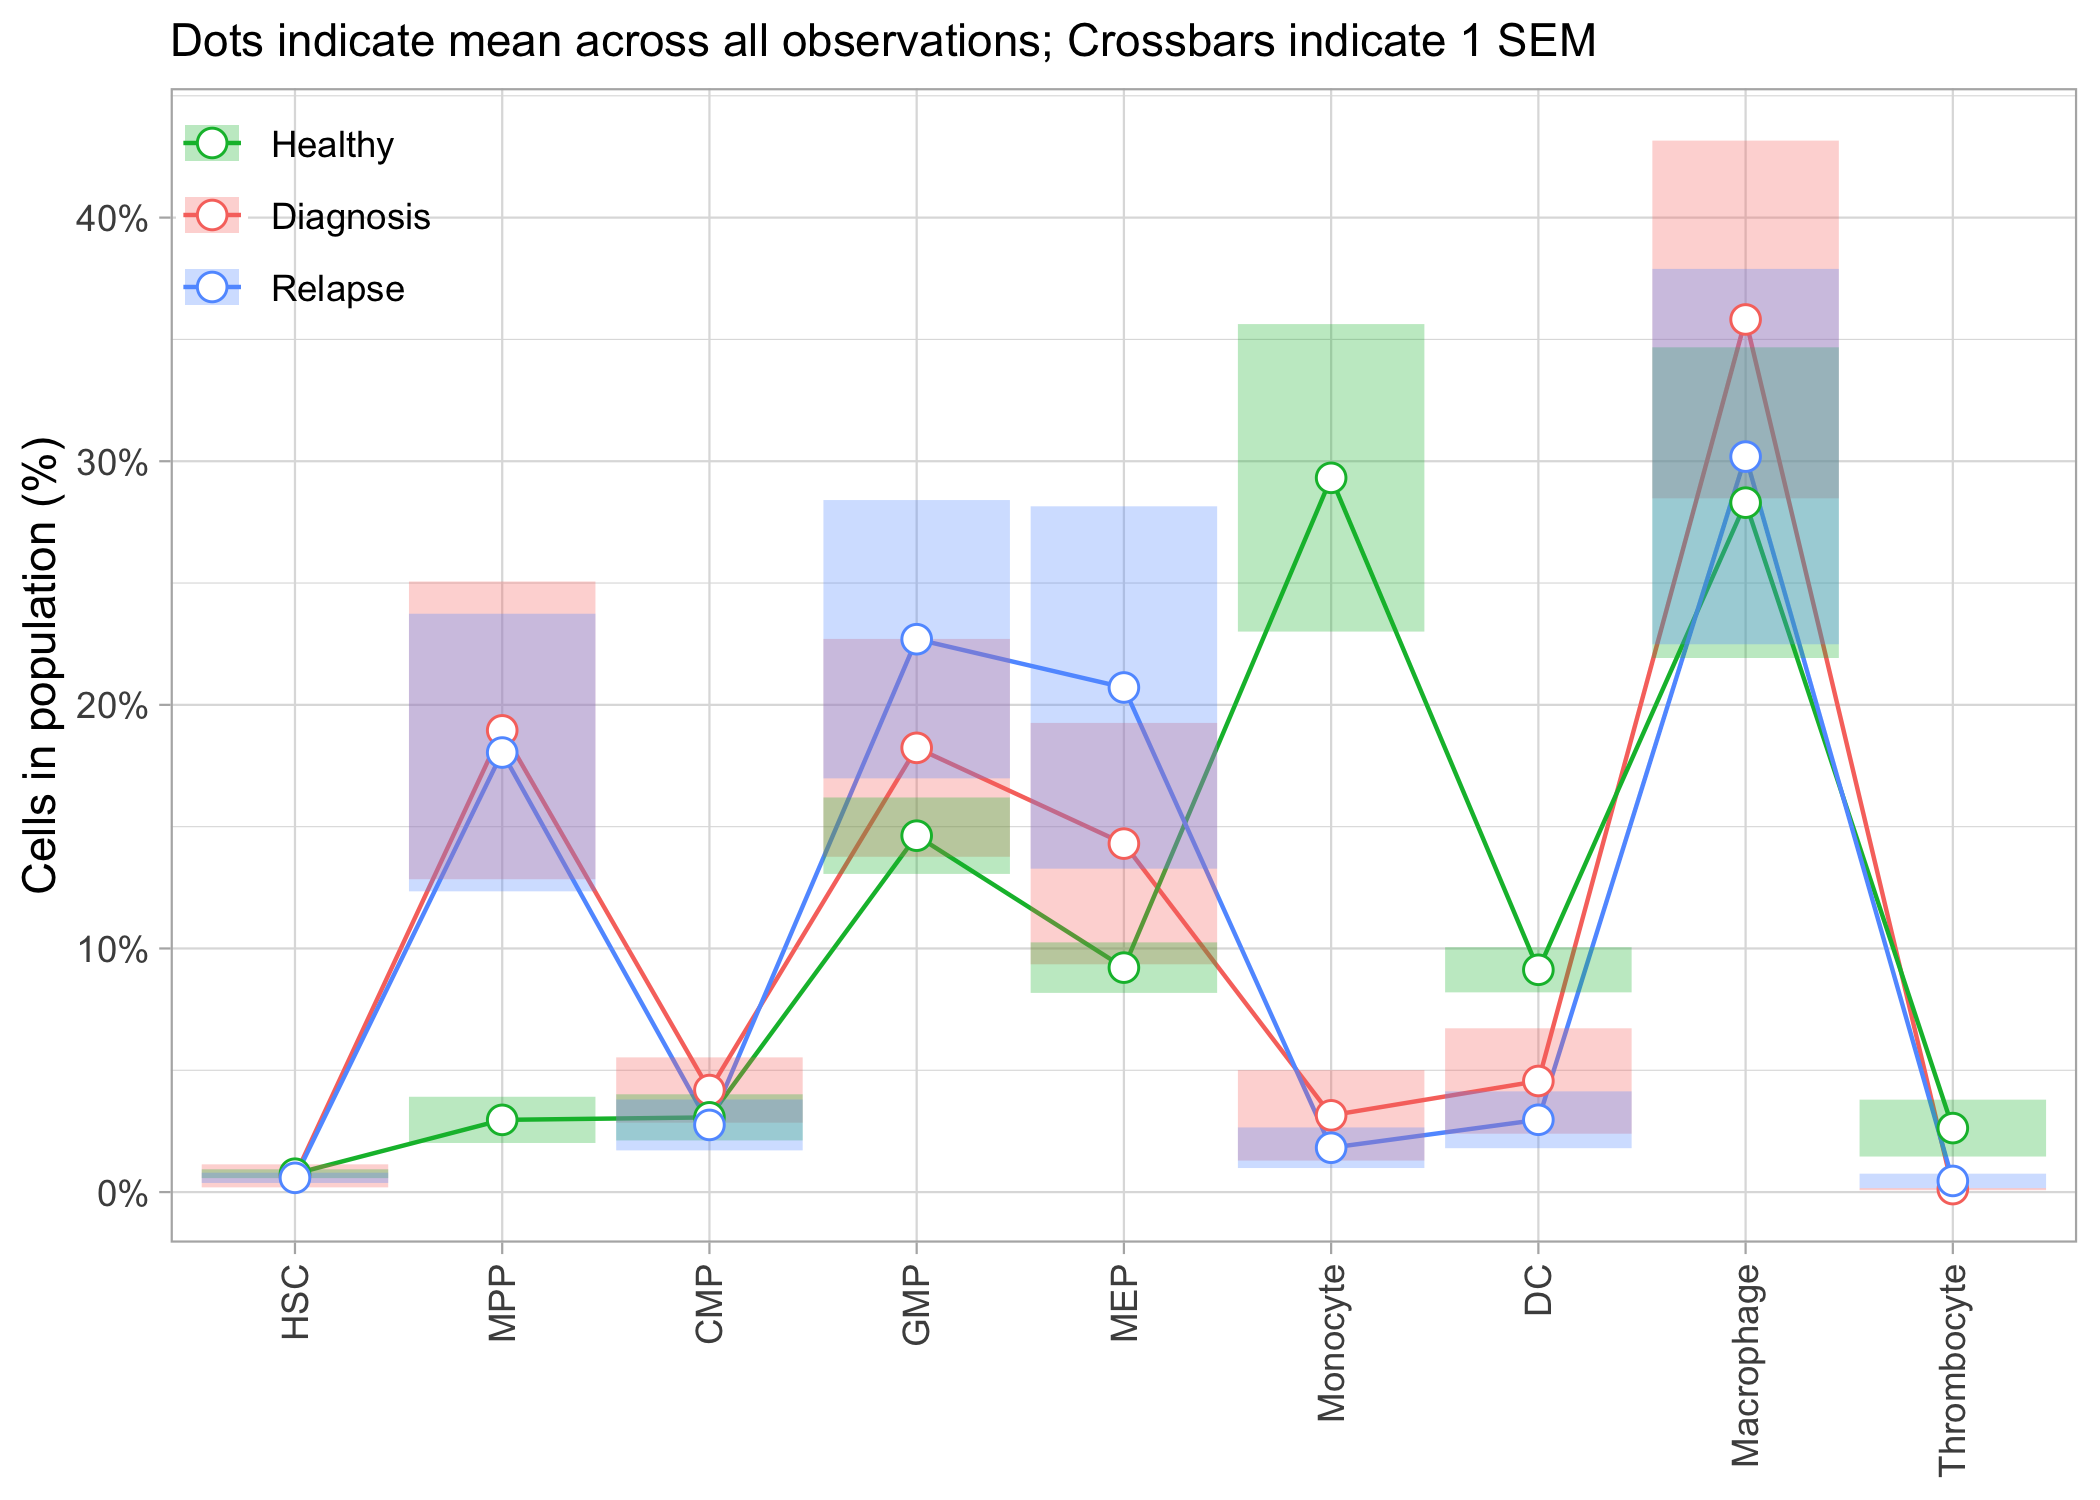 Dots indicate mean across all observations; Crossbars indicate 1 SEM
Healthy
Diagnosis
Relapse
Cells in population (%)
40%
30%
20%
10%
0%
HSC
MPP
CMP
GMP
MEP
Monocyte
DC
Macrophage
Thrombocyte